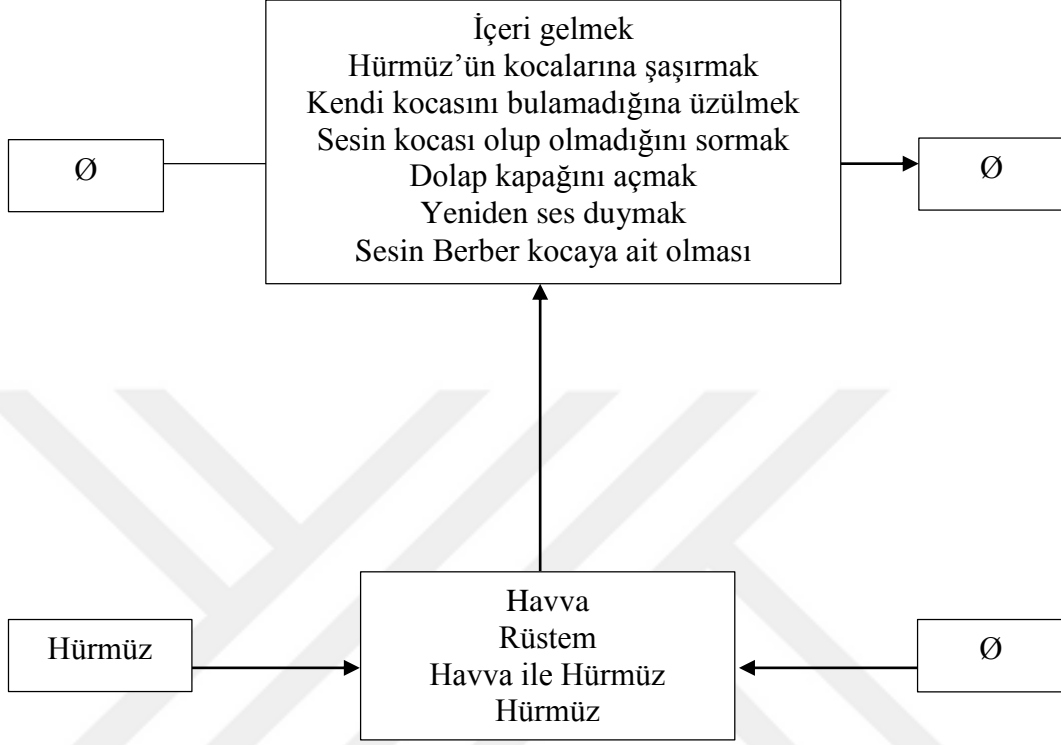 İçeri gelmek
Hürmüz’ün kocalarına şaşırmak
Kendi kocasını bulamadığına üzülmek
Sesin kocası olup olmadığını sormak
Dolap kapağını açmak
Yeniden ses duymak
Sesin Berber kocaya ait olması
Ø
Ø
Hürmüz
Havva
Rüstem
Havva ile Hürmüz
Hürmüz
Ø